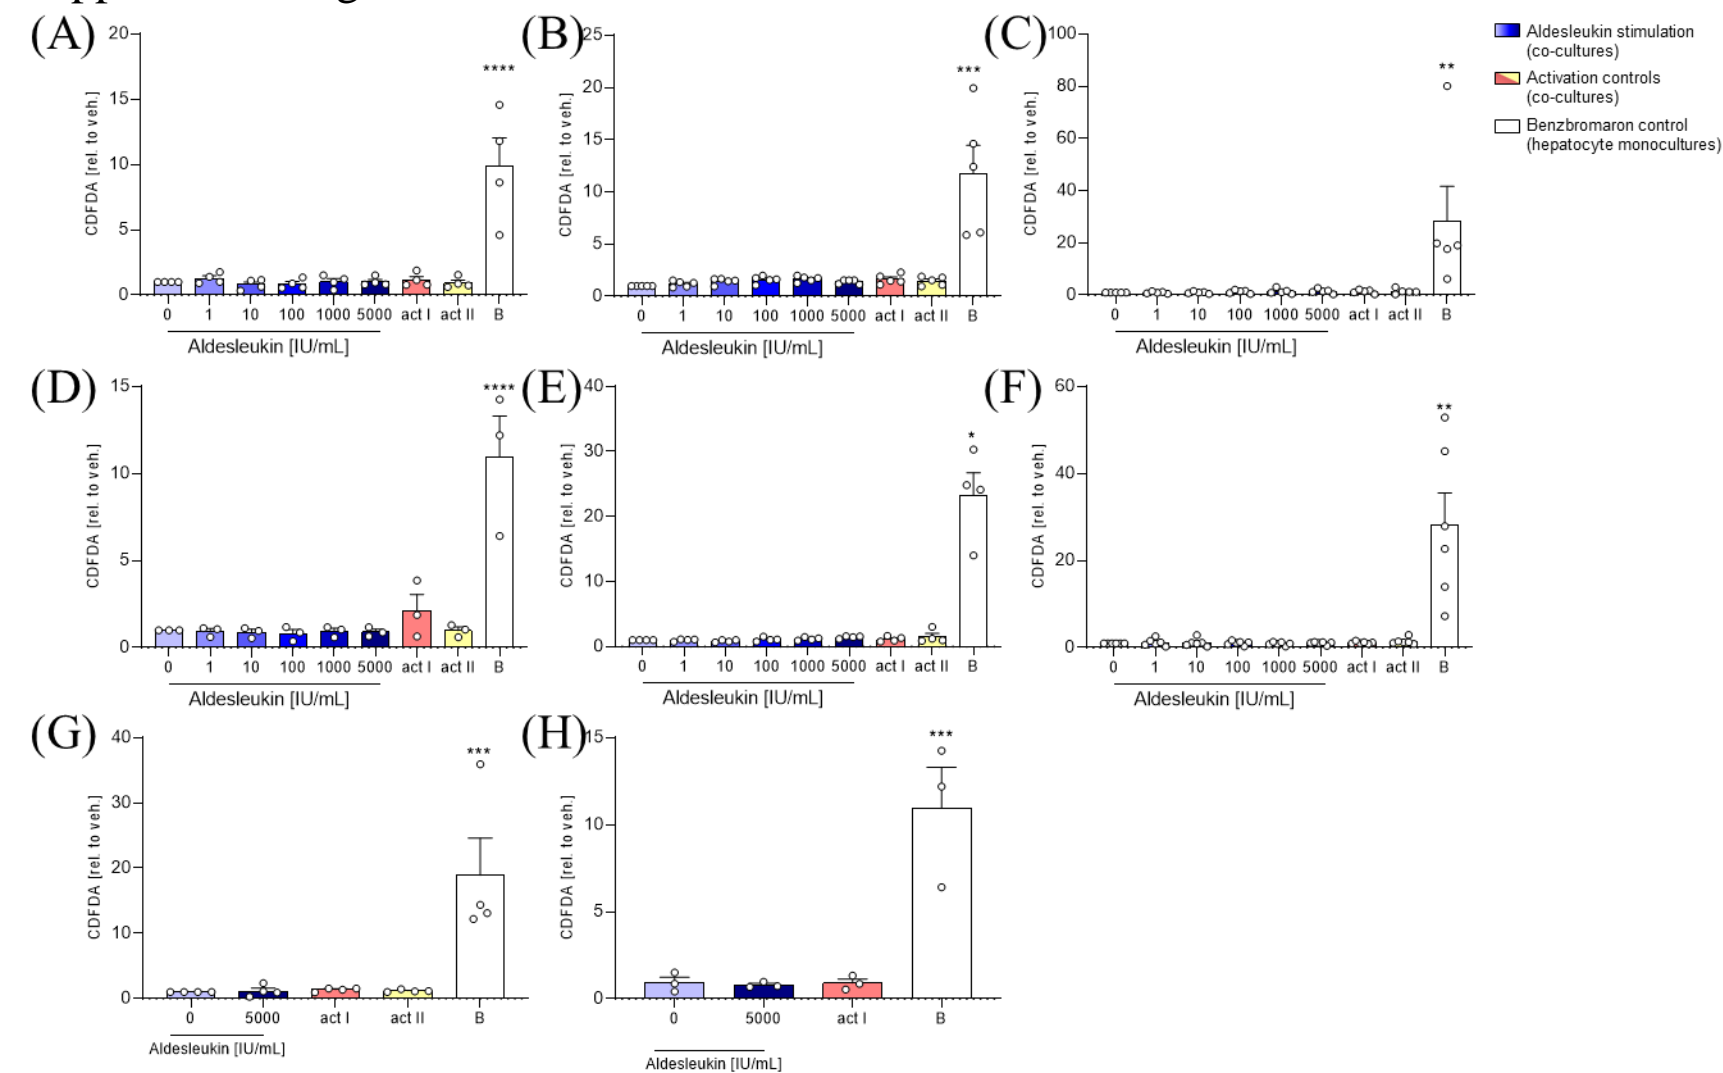 (A)
20
15
10
5
0
CDFDA [rel. to veh.]
****
0 1 10 100 1000 5000 act I act II B
Aldesleukin [IU/mL]
(B)
25
20
15
10
5
0
CDFDA [rel. to veh.]
***
0 1 10 100 1000 5000 act I act II B
Aldesleukin [IU/mL]
(C)
100
80
60
40
20
0
CDFDA [rel. to veh.]
**
0 1 10 100 1000 5000 act I act II B
Aldesleukin [IU/mL]
Aldesleukin stimulation
(co-cultures)
Activation controls
(co-cultures)
Benzbromaron control
(hepatocyte monocultures)
(D)
15
10
5
0
CDFDA [rel. to veh.]
****
0 1 10 100 1000 5000 act I act II B
Aldesleukin [IU/mL]
(E)
40
30
20
10
0
CDFDA [rel. to veh.]
*
0 1 10 100 1000 5000 act I act II B
Aldesleukin [IU/mL]
(F)
60
40
20
0
CDFDA [rel. to veh.]
**
0 1 10 100 1000 5000 act I act II B
Aldesleukin [IU/mL]
(G)
40
30
20
10
0
CDFDA [rel. to veh.]
***
0 5000 act I act II B
Aldesleukin [IU/mL]
(H)
15
10
5
0
CDFDA [rel. to veh.]
***
0 5000 act I B
Aldesleukin [IU/mL]